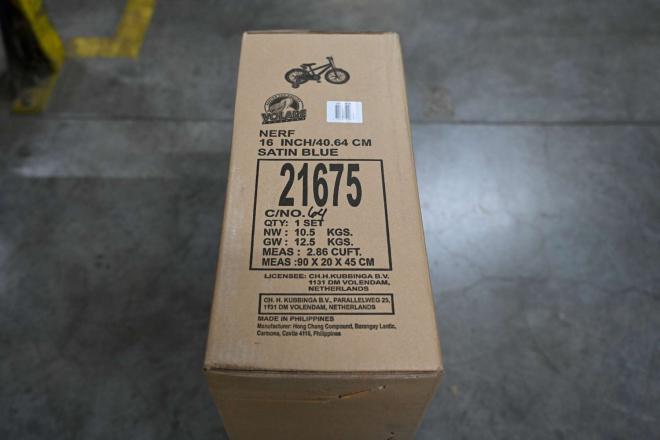 VOLARE
NERF
16 INCH/40.64 CM
SATIN BLUE
21675
C/NO. 64
QTY: 1 SET
NW : 10.5 KGS.
GW : 12.5 KGS.
MEAS : 2.86 CUFT.
MEAS :90 X 20 X 45 CM
LICENSEE: CH.H.KUBBINGA B.V.
1131 DM VOLENDAM,
NETHERLANDS
CH. H. KUBBINGA B.V., PARALLELWEG 25,
1131 DM VOLENDAM, NETHERLANDS
MADE IN PHILIPPINES
Manufacturer: Hong Chang Compound, Barangay Lantic,
Carmona, Cavite 4116, Philippines